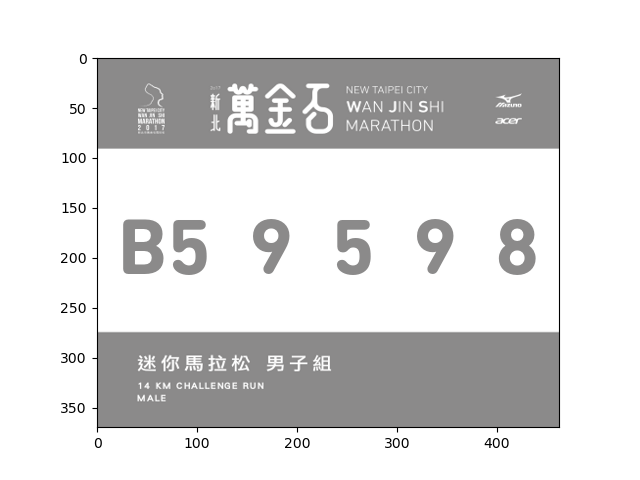 NEW TAIPEI CITY
WAN JIN SHI
MARATHON
2017
新北
萬金石
NEW TAIPEI CITY
WAN JIN SHI
MARATHON
MIZUNO
acer
B5 9 5 9 8
迷你馬拉松 男子組
14 KM CHALLENGE RUN
MALE
0
50
100
150
200
250
300
350
0
100
200
300
400